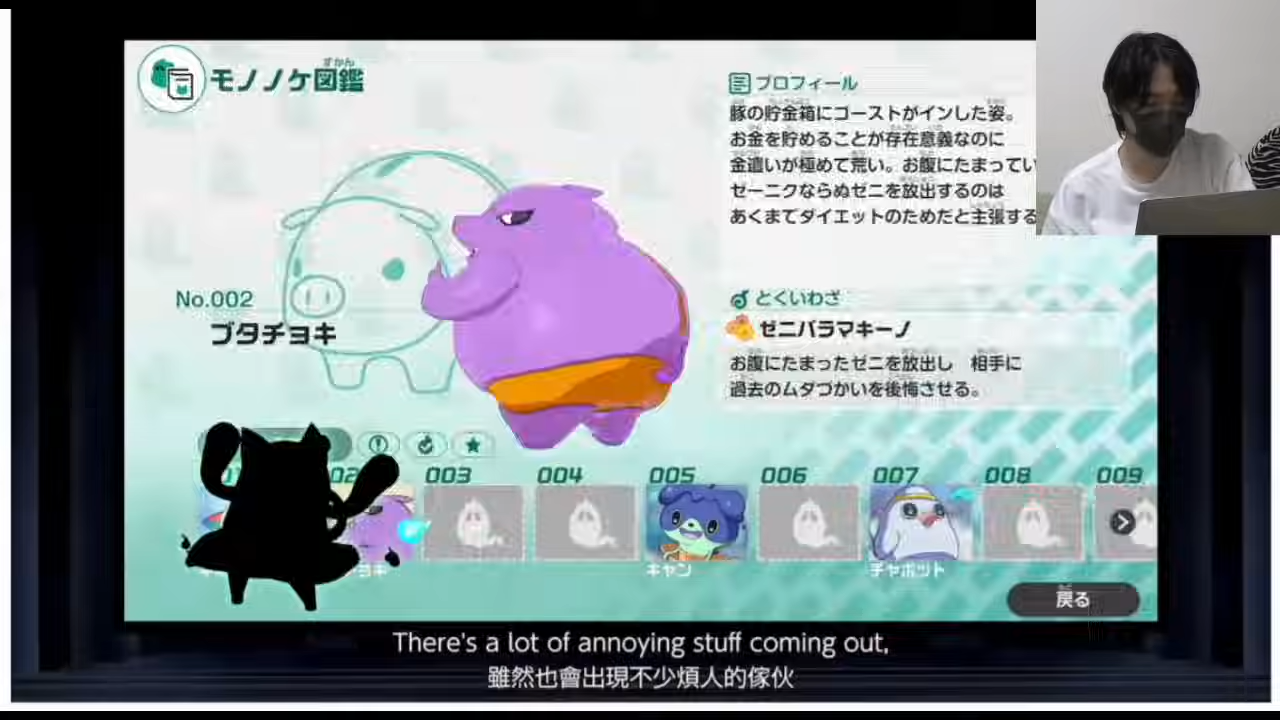 モノノケ図鑑
ずかん
プロフィール
豚の貯金箱にゴーストがインした姿。
お金を貯めることが存在意義なのに
金遣いが極めて荒い。お腹にたまってい
ゼーニクならぬゼニを放出するのは
あくまでダイエットのためだと主張する
No.002
ブタチョキ
とくいわざ
ゼニバラマキーノ
お腹にたまったゼニを放出し 相手に
過去のムダづかいを後悔させる。
003 004 005 006 007 008 009
キャン チャポット
戻る
There's a lot of annoying stuff coming out,
雖然也會出現不少煩人的傢伙